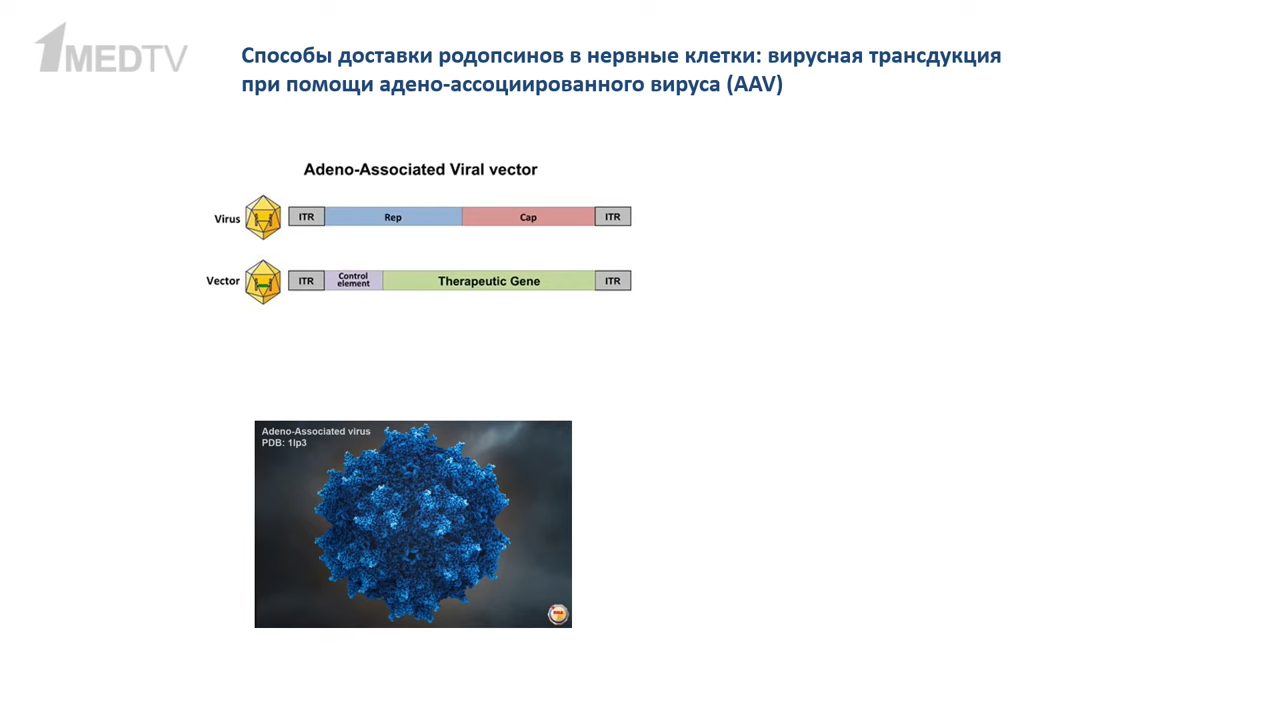 1MEDTV
Способы доставки родопсинов в нервные клетки: вирусная трансдукция
при помощи адено-ассоциированного вируса (AAV)
Adeno-Associated Viral vector
Virus
ITR
Rep
Cap
ITR
Vector
ITR
Control
element
Therapeutic Gene
ITR
Adeno-Associated virus
PDB: 1lp3